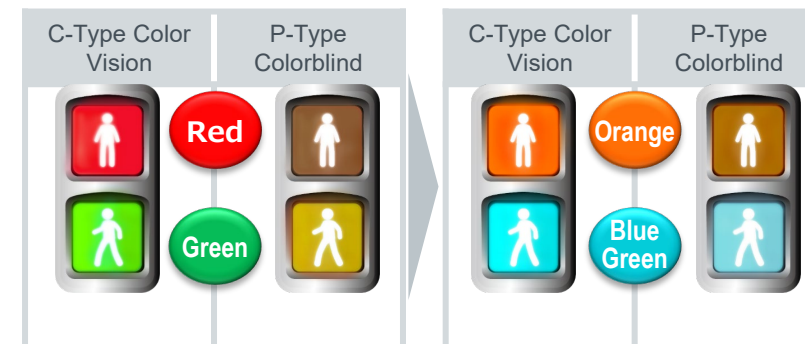 C-Type Color
Vision
P-Type
Colorblind
Red
Green
C-Type Color
Vision
P-Type
Colorblind
Orange
Blue
Green